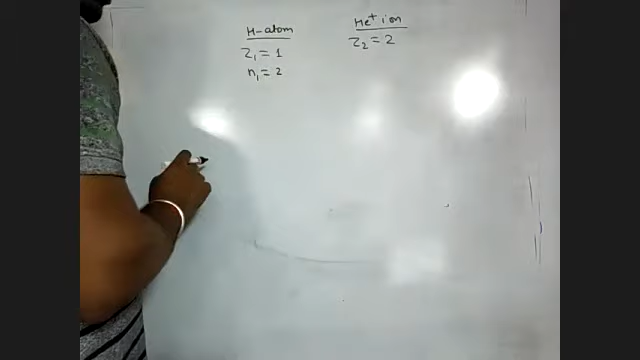 H-atom
Z₁ = 1
n₁ = 2
He⁺ ion
Z₂ = 2